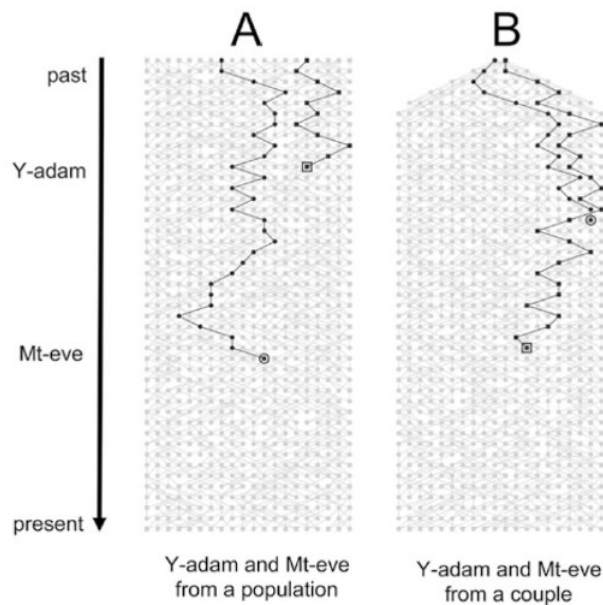 A
B
past
Y-adam
Mt-eve
present
Y-adam and Mt-eve
from a population
Y-adam and Mt-eve
from a couple